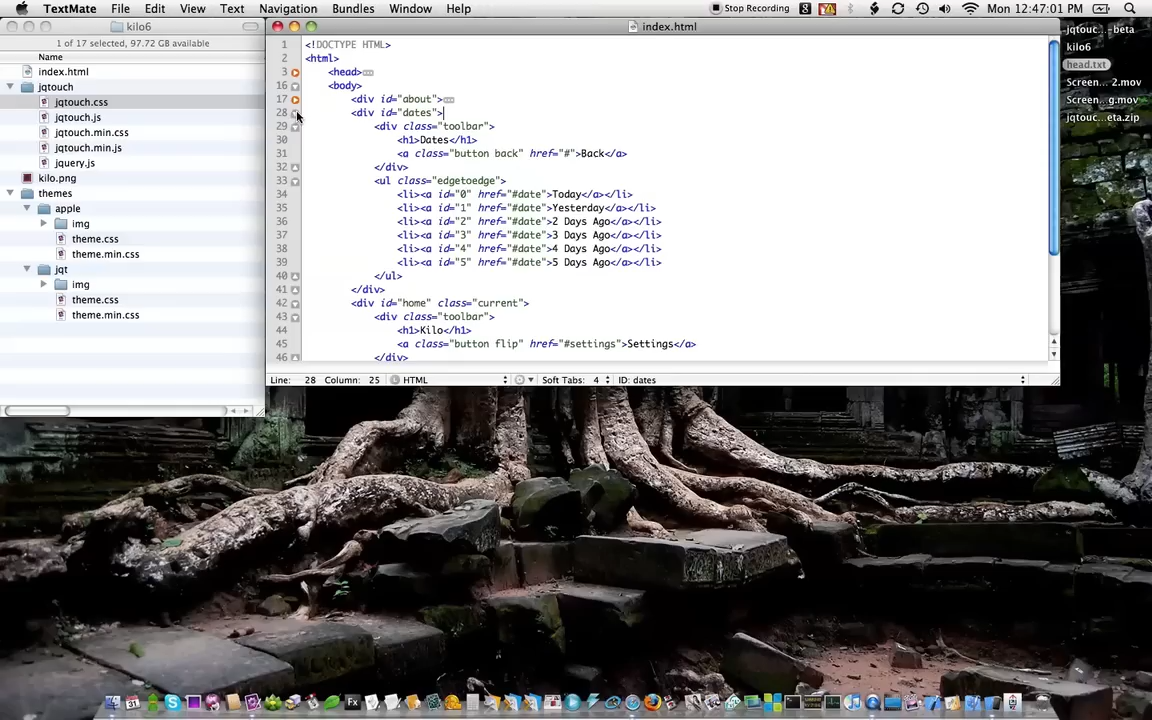 TextMate File Edit View Text Navigation Bundles Window Help Stop Recording Mon 12:47:01 PM
kilo6
1 of 17 selected, 97.72 GB available
Name
index.html
jqtouch
jqtouch.css
jqtouch.js
jqtouch.min.css
jqtouch.min.js
jquery.js
kilo.png
themes
apple
img
theme.css
theme.min.css
jqt
img
theme.css
theme.min.css
index.html
1 <!DOCTYPE HTML>
2 <html>
3 <head>
16 <body>
17 <div id="about">
28 <div id="dates">
29 <div class="toolbar">
30 <h1>Dates</h1>
31 <a class="button back" href="#">Back</a>
32 </div>
33 <ul class="edgetoedge">
34 <li><a id="0" href="#date">Today</a></li>
35 <li><a id="1" href="#date">Yesterday</a></li>
36 <li><a id="2" href="#date">2 Days Ago</a></li>
37 <li><a id="3" href="#date">3 Days Ago</a></li>
38 <li><a id="4" href="#date">4 Days Ago</a></li>
39 <li><a id="5" href="#date">5 Days Ago</a></li>
40 </ul>
41 </div>
42 <div id="home" class="current">
43 <div class="toolbar">
44 <h1>Kilo</h1>
45 <a class="button flip" href="#settings">Settings</a>
46 </div>
Line: 28 Column: 25 HTML Soft Tabs: 4 ID: dates
jqtouc...-beta
kilo6
head.txt
Screen... 2.mov
Screen...g.mov
jqtouc...eta.zip